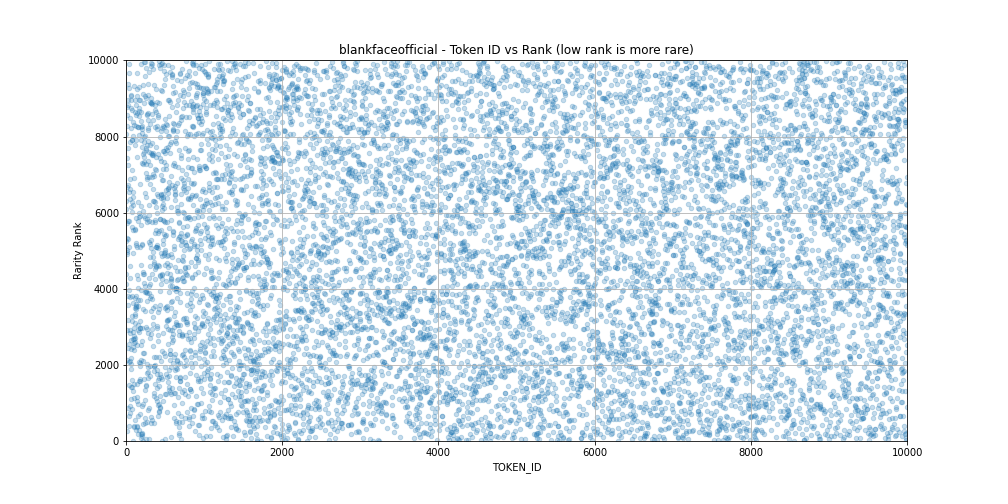 blankfaceofficial - Token ID vs Rank (low rank is more rare)
10000
8000
6000
4000
2000
0
Rarity Rank
0 2000 4000 6000 8000 10000
TOKEN_ID